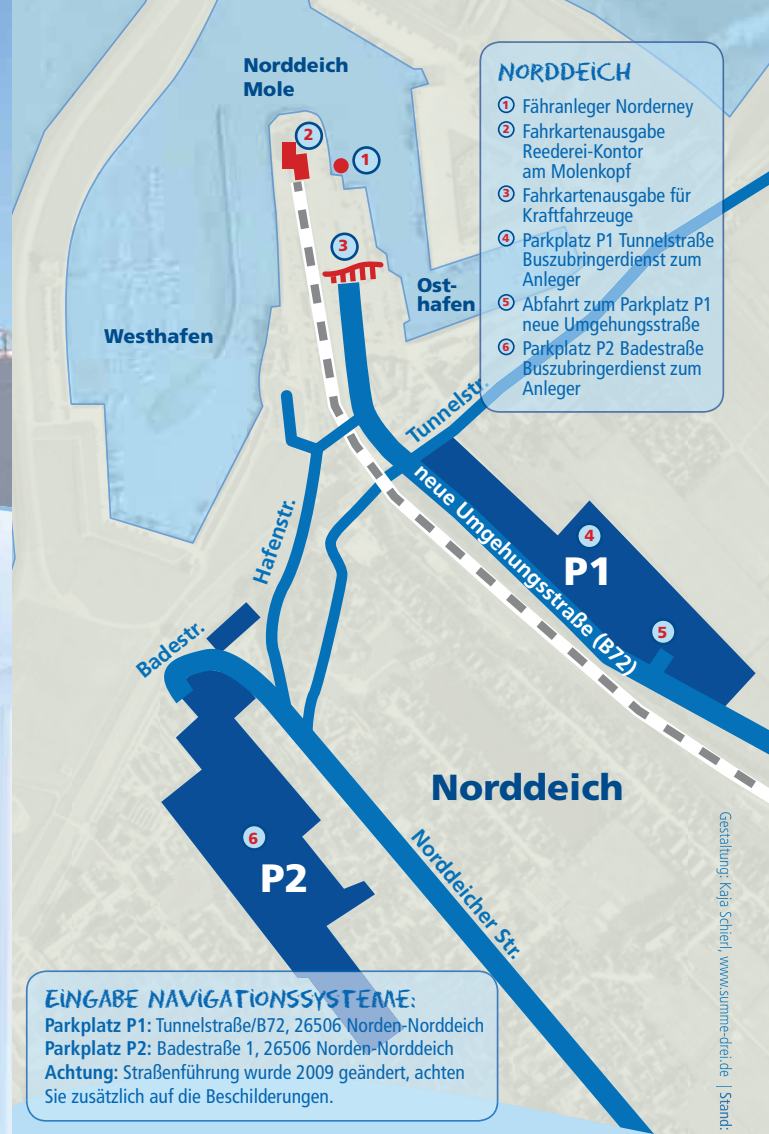 Norddeich
Mole
NORDDEICH
1 Fähranleger Norderney
2 Fahrkartenausgabe
Reederei-Kontor
am Molenkopf
3 Fahrkartenausgabe für
Kraftfahrzeuge
4 Parkplatz P1 Tunnelstraße
Buszubringerdienst zum
Anleger
5 Abfahrt zum Parkplatz P1
neue Umgehungsstraße
6 Parkplatz P2 Badestraße
Buszubringerdienst zum
Anleger
2
1
3
Ost-
hafen
Westhafen
Tunnelstr.
neue Umgehungsstraße (B72)
Hafenstr.
4
P1
5
Badestr.
Norddeich
6
P2
Norddeicher Str.
EINGABE NAVIGATIONSSYSTEME:
Parkplatz P1: Tunnelstraße/B72, 26506 Norden-Norddeich
Parkplatz P2: Badestraße 1, 26506 Norden-Norddeich
Achtung: Straßenführung wurde 2009 geändert, achten
Sie zusätzlich auf die Beschilderungen.
Gestaltung: Kaja Schierl, www.summe-drei.de | Stand: